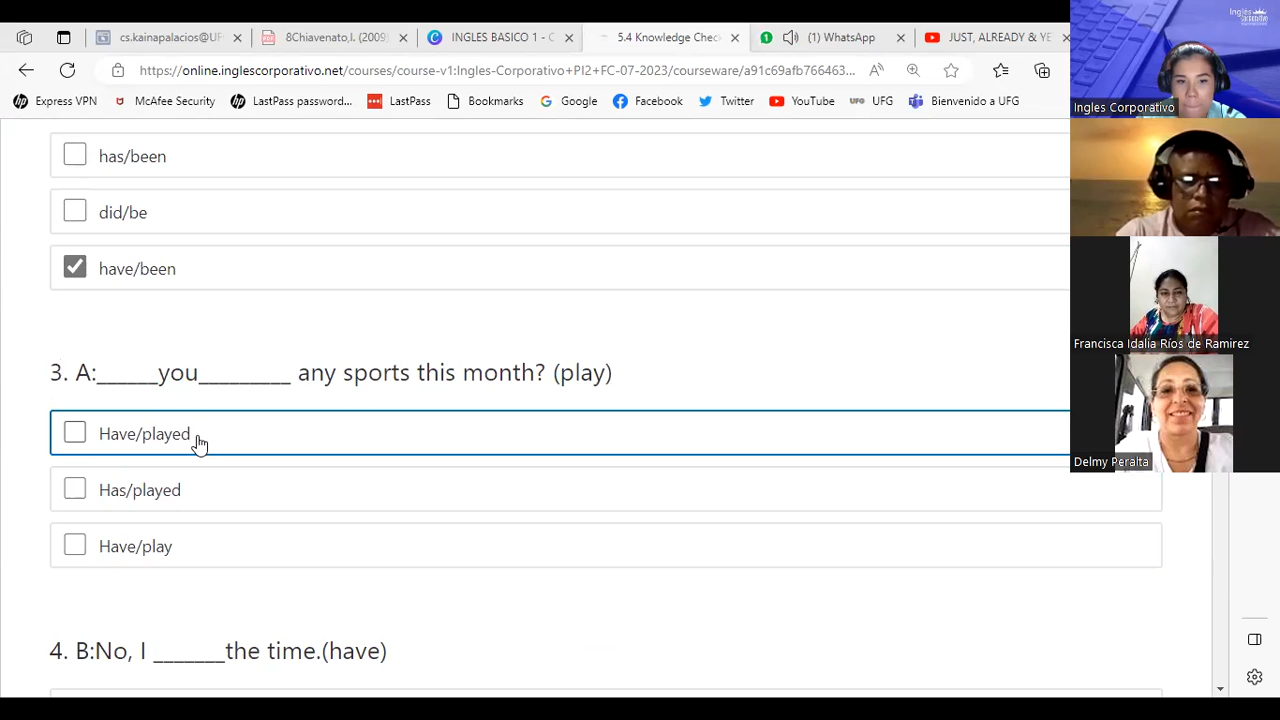 cs.kainapalacios@UF
8Chiavenato,I. (2009
INGLES BASICO 1 - C
5.4 Knowledge Chec
(1) WhatsApp
JUST, ALREADY & YE
https://online.inglescorporativo.net/courses/course-v1:Ingles-Corporativo+PI2+FC-07-2023/courseware/a91c69afb766463...
Express VPN
McAfee Security
LastPass password...
LastPass
Bookmarks
Google
Facebook
Twitter
YouTube
UFG
Bienvenido a UFG
has/been
did/be
have/been
3. A:______you_________ any sports this month? (play)
Have/played
Has/played
Have/play
4. B:No, I _______the time.(have)
Inglés
corporativo
Ingles Corporativo
Francisca Idalia Ríos de Ramirez
Delmy Peralta